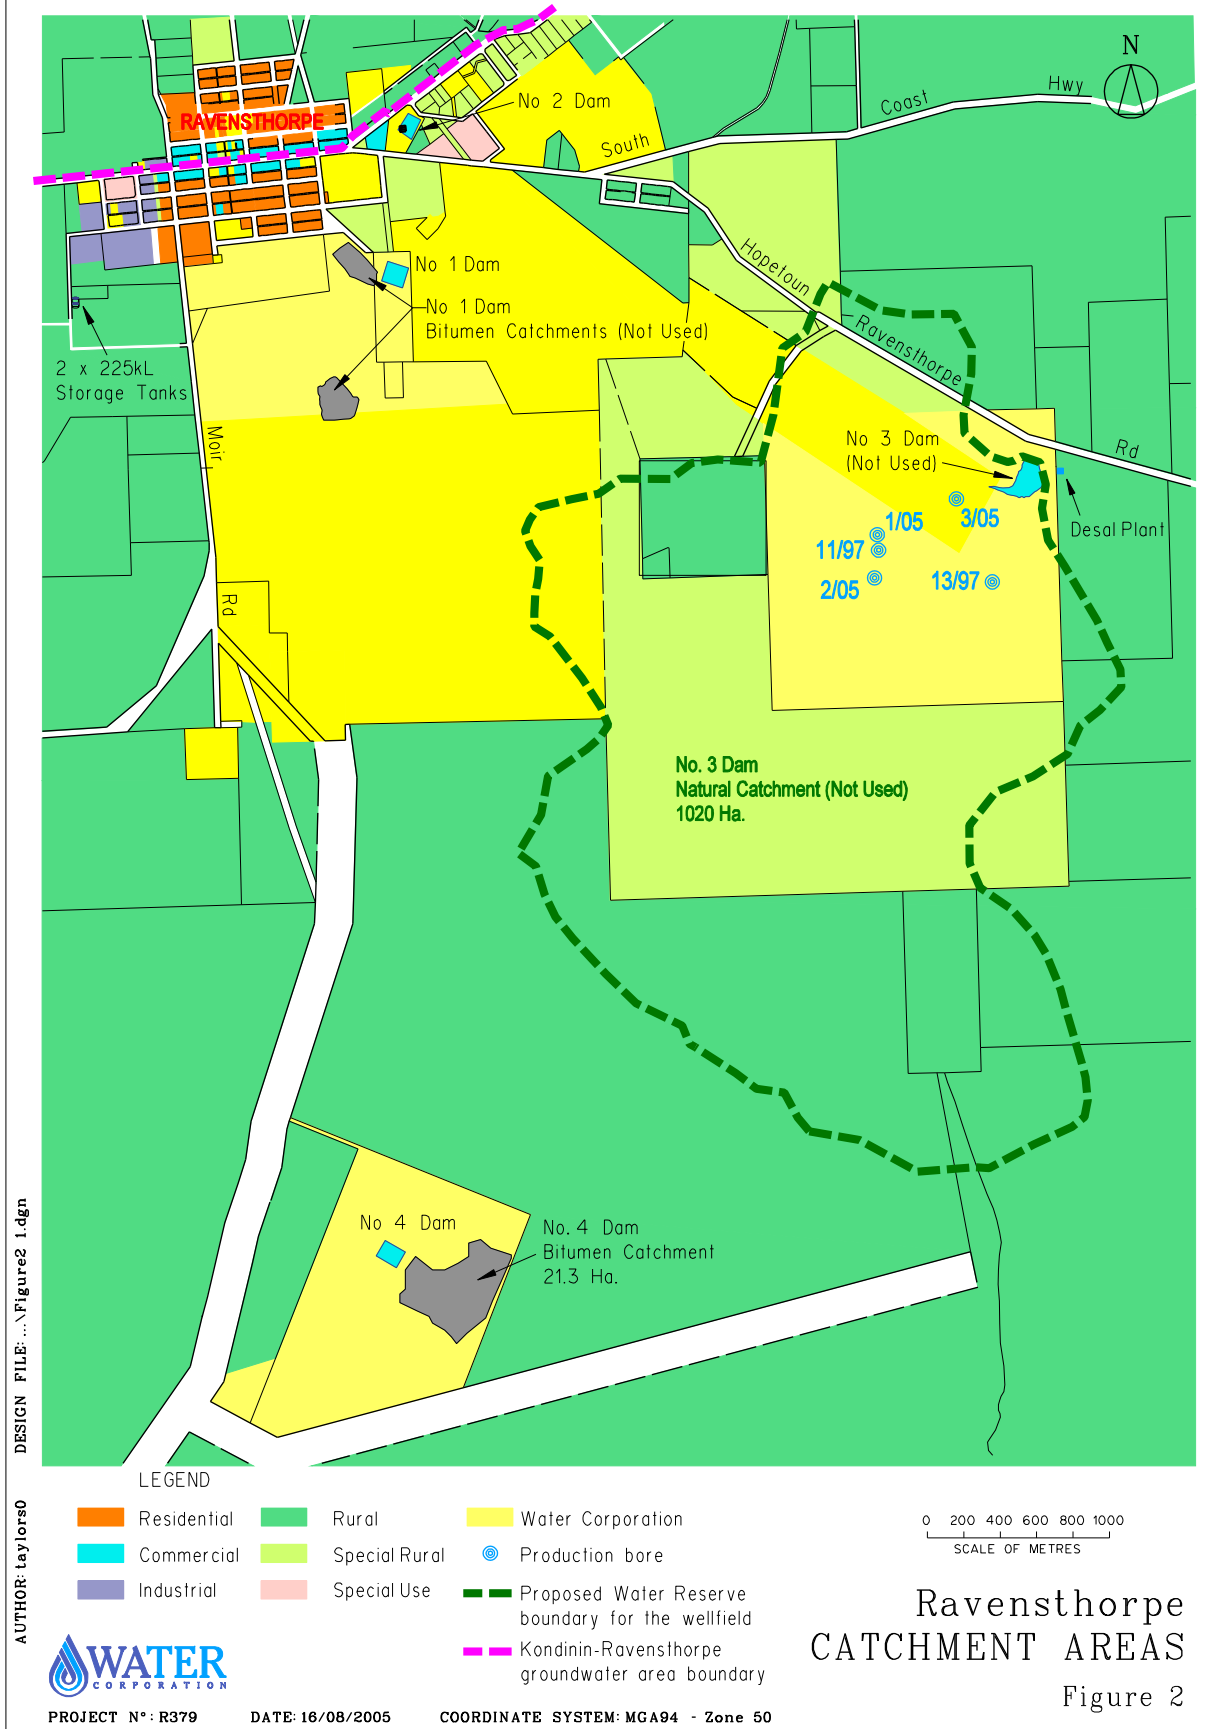 N
RAVENSTHORPE
No 2 Dam
South
Coast
Hwy
No 1 Dam
No 1 Dam
Bitumen Catchments (Not Used)
Hopetoun
Ravensthorpe
Rd
2 x 225kL
Storage Tanks
Moir
Rd
No 3 Dam
(Not Used)
Desal Plant
1/05
3/05
11/97
2/05
13/97
No. 3 Dam
Natural Catchment (Not Used)
1020 Ha.
No 4 Dam
No. 4 Dam
Bitumen Catchment
21.3 Ha.
DESIGN FILE: ...\Figure2 1.dgn
AUTHOR: taylors0
LEGEND
Residential
Commercial
Industrial
Rural
Special Rural
Special Use
Water Corporation
Production bore
Proposed Water Reserve
boundary for the wellfield
Kondinin-Ravensthorpe
groundwater area boundary
0 200 400 600 800 1000
SCALE OF METRES
Ravensthorpe
CATCHMENT AREAS
Figure 2
WATER
CORPORATION
PROJECT Nº: R379
DATE: 16/08/2005
COORDINATE SYSTEM: MGA94 - Zone 50